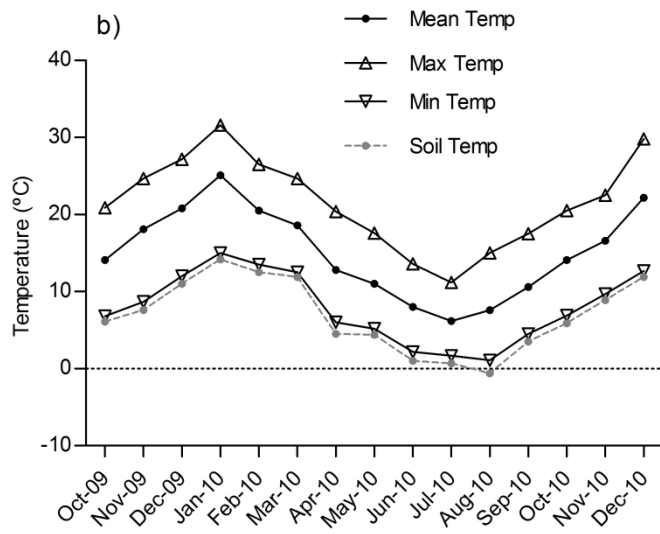 b)
Mean Temp
Max Temp
Min Temp
Soil Temp
Temperature (ºC)
40
30
20
10
0
-10
Oct-09
Nov-09
Dec-09
Jan-10
Feb-10
Mar-10
Apr-10
May-10
Jun-10
Jul-10
Aug-10
Sep-10
Oct-10
Nov-10
Dec-10